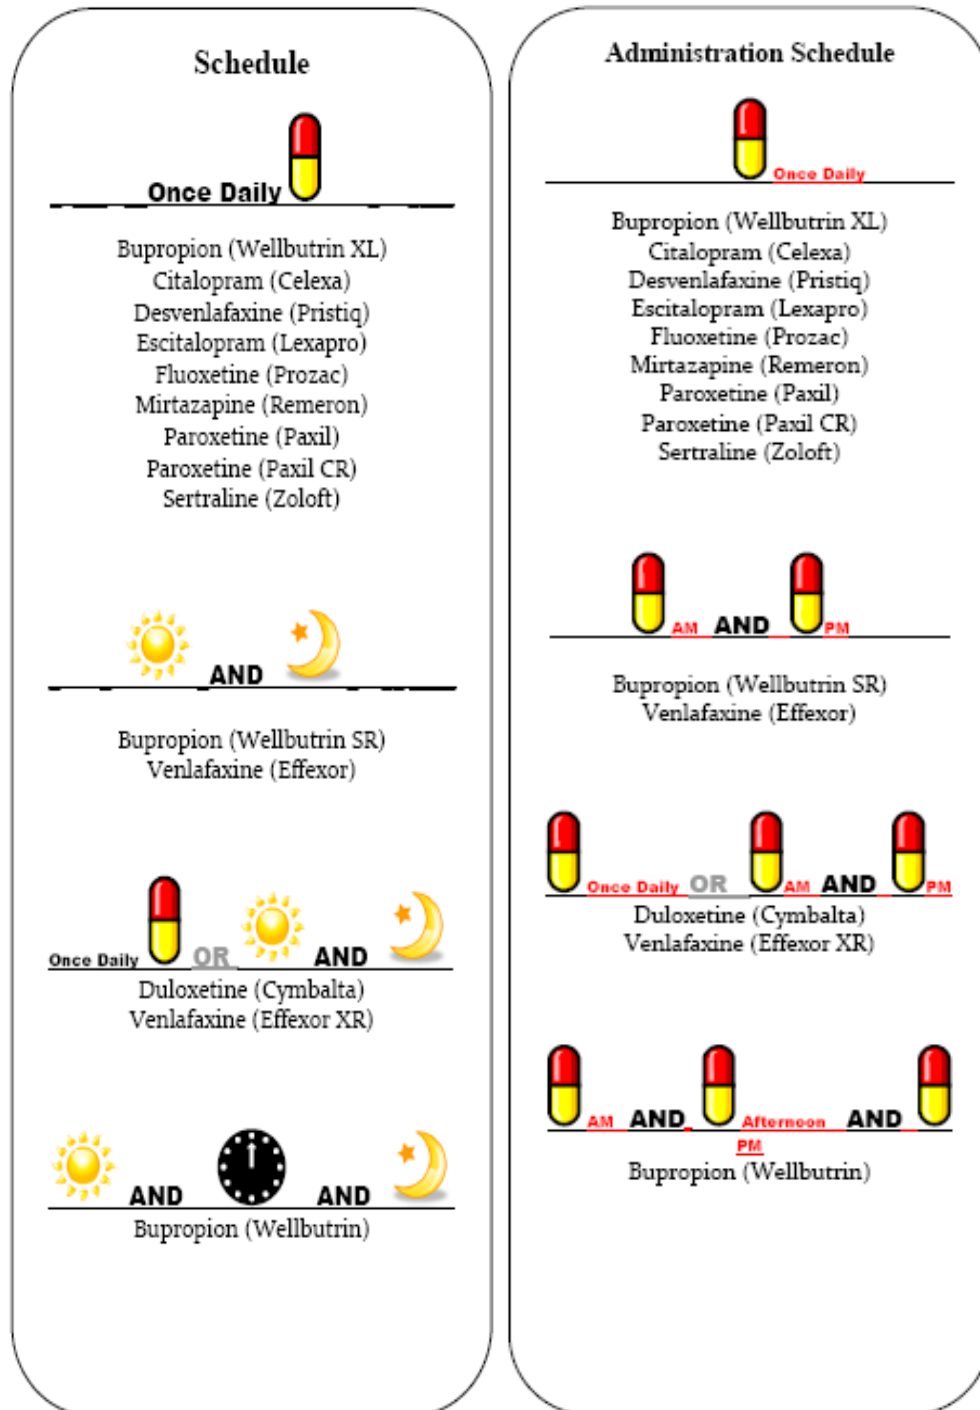 Schedule
Once Daily
Bupropion (Wellbutrin XL)
Citalopram (Celexa)
Desvenlafaxine (Pristiq)
Escitalopram (Lexapro)
Fluoxetine (Prozac)
Mirtazapine (Remeron)
Paroxetine (Paxil)
Paroxetine (Paxil CR)
Sertraline (Zoloft)
AND
Bupropion (Wellbutrin SR)
Venlafaxine (Effexor)
Once Daily OR AND
Duloxetine (Cymbalta)
Venlafaxine (Effexor XR)
AND AND
Bupropion (Wellbutrin)
Administration Schedule
Once Daily
Bupropion (Wellbutrin XL)
Citalopram (Celexa)
Desvenlafaxine (Pristiq)
Escitalopram (Lexapro)
Fluoxetine (Prozac)
Mirtazapine (Remeron)
Paroxetine (Paxil)
Paroxetine (Paxil CR)
Sertraline (Zoloft)
AM AND PM
Bupropion (Wellbutrin SR)
Venlafaxine (Effexor)
Once Daily OR AM AND PM
Duloxetine (Cymbalta)
Venlafaxine (Effexor XR)
AM AND Afternoon AND
PM
Bupropion (Wellbutrin)